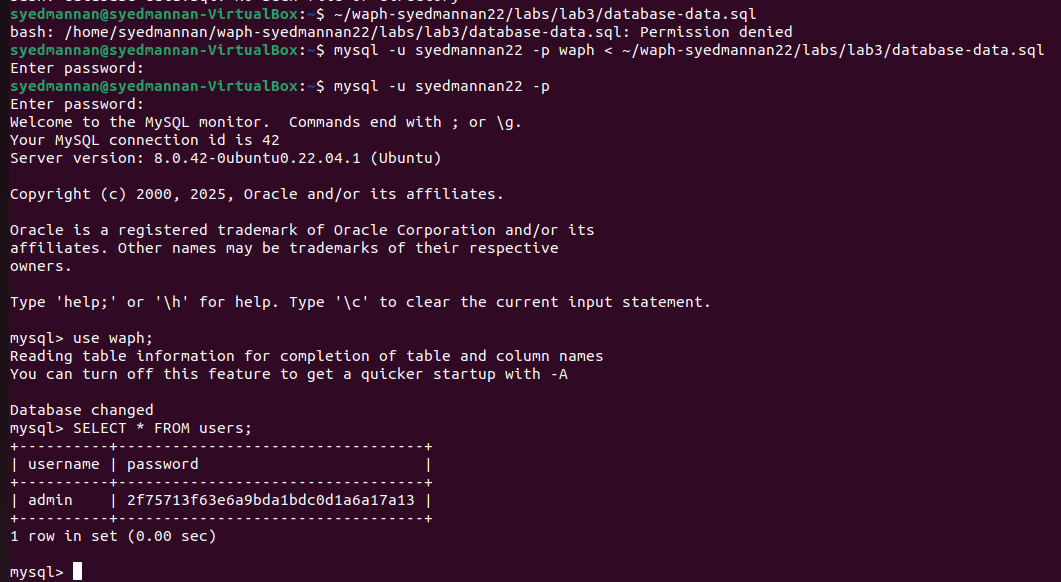 syedmannan@syedmannan-VirtualBox:~$ ~/waph-syedmannan22/labs/lab3/database-data.sql
bash: /home/syedmannan/waph-syedmannan22/labs/lab3/database-data.sql: Permission denied
syedmannan@syedmannan-VirtualBox:~$ mysql -u syedmannan22 -p waph < ~/waph-syedmannan22/labs/lab3/database-data.sql
Enter password:
syedmannan@syedmannan-VirtualBox:~$ mysql -u syedmannan22 -p
Enter password:
Welcome to the MySQL monitor.  Commands end with ; or \g.
Your MySQL connection id is 42
Server version: 8.0.42-0ubuntu0.22.04.1 (Ubuntu)

Copyright (c) 2000, 2025, Oracle and/or its affiliates.

Oracle is a registered trademark of Oracle Corporation and/or its
affiliates. Other names may be trademarks of their respective
owners.

Type 'help;' or '\h' for help. Type '\c' to clear the current input statement.

mysql> use waph;
Reading table information for completion of table and column names
You can turn off this feature to get a quicker startup with -A

Database changed
mysql> SELECT * FROM users;
+----------+----------------------------------+
| username | password                         |
+----------+----------------------------------+
| admin    | 2f75713f63e6a9bda1bdc0d1a6a17a13 |
+----------+----------------------------------+
1 row in set (0.00 sec)

mysql>